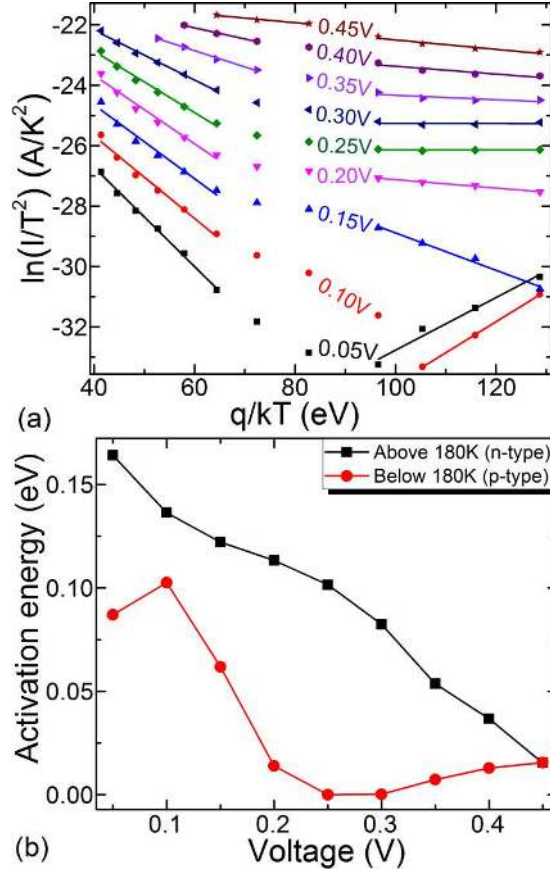 -22
-24
-26
-28
-30
-32
ln(I/T²) (A/K²)
0.45V
0.40V
0.35V
0.30V
0.25V
0.20V
0.15V
0.10V
0.05V
40 60 80 100 120
q/kT (eV)
(a)
Above 180K (n-type)
Below 180K (p-type)
0.15
0.10
0.05
0.00
Activation energy (eV)
0.1 0.2 0.3 0.4
Voltage (V)
(b)